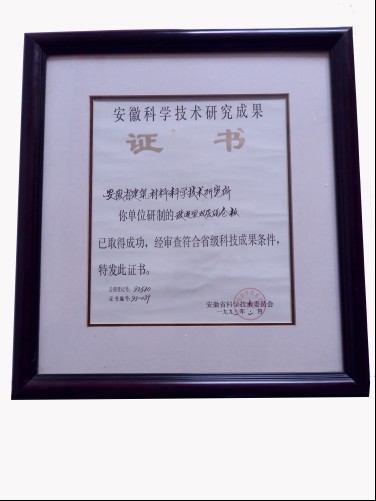 安徽科学技术研究成果
证书
安徽省建筑材料科学技术研究所
你单位研制的
已取得成功，经审查符合省级科技成果条件，
特发此证书。
安徽省科学技术委员会